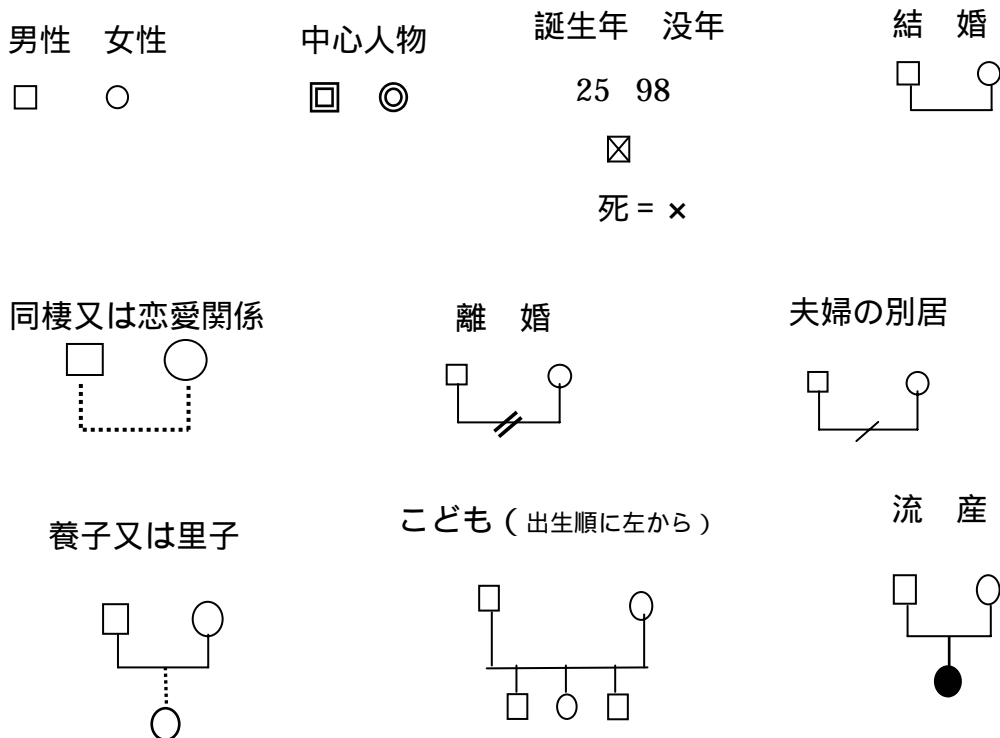 男性　女性
中心人物
誕生年　没年
25　98
死 = ×
結　婚
同棲又は恋愛関係
離　婚
夫婦の別居
養子又は里子
こども（出生順に左から）
流　産